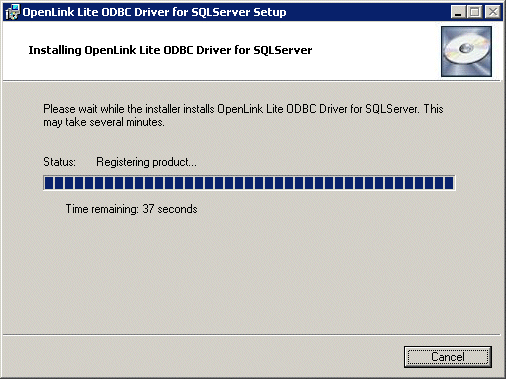 OpenLink Lite ODBC Driver for SQLServer Setup
Installing OpenLink Lite ODBC Driver for SQLServer
Please wait while the installer installs OpenLink Lite ODBC Driver for SQLServer. This
may take several minutes.
Status: Registering product...
Time remaining: 37 seconds
Cancel